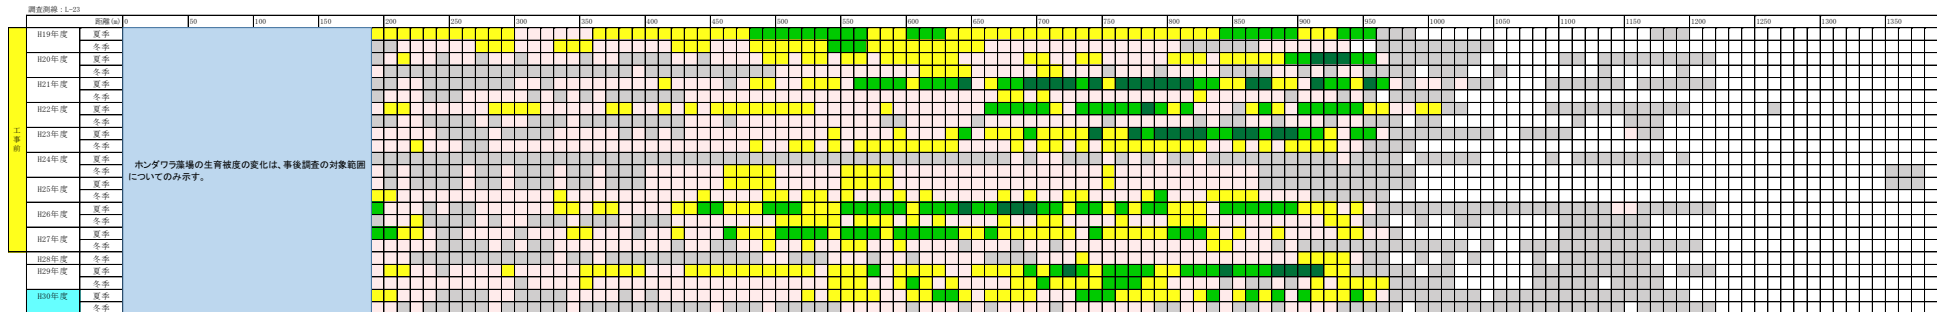 調査測線：L-23
距離(m) 0 50 100 150 200 250 300 350 400 450 500 550 600 650 700 750 800 850 900 950 1000 1050 1100 1150 1200 1250 1300 1350
工事前
H19年度 夏季
冬季
H20年度 夏季
冬季
H21年度 夏季
冬季
H22年度 夏季
冬季
H23年度 夏季
冬季
H24年度 夏季
冬季
H25年度 夏季
冬季
H26年度 夏季
冬季
H27年度 夏季
冬季
H28年度 冬季
H29年度 夏季
冬季
H30年度 夏季
冬季
ホンダワラ藻場の生育被度の変化は、事後調査の対象範囲
についてのみ示す。